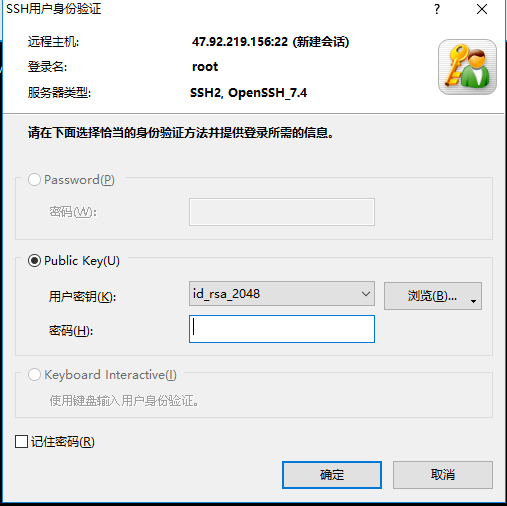 SSH用户身份验证
?
远程主机: 47.92.219.156:22 (新建会话)
登录名: root
服务器类型: SSH2, OpenSSH_7.4
请在下面选择恰当的身份验证方法并提供登录所需的信息。
Password(P)
密码(W):
Public Key(U)
用户密钥(K): id_rsa_2048 浏览(B)...
密码(H):
Keyboard Interactive(I)
使用键盘输入用户身份验证。
记住密码(R)
确定 取消